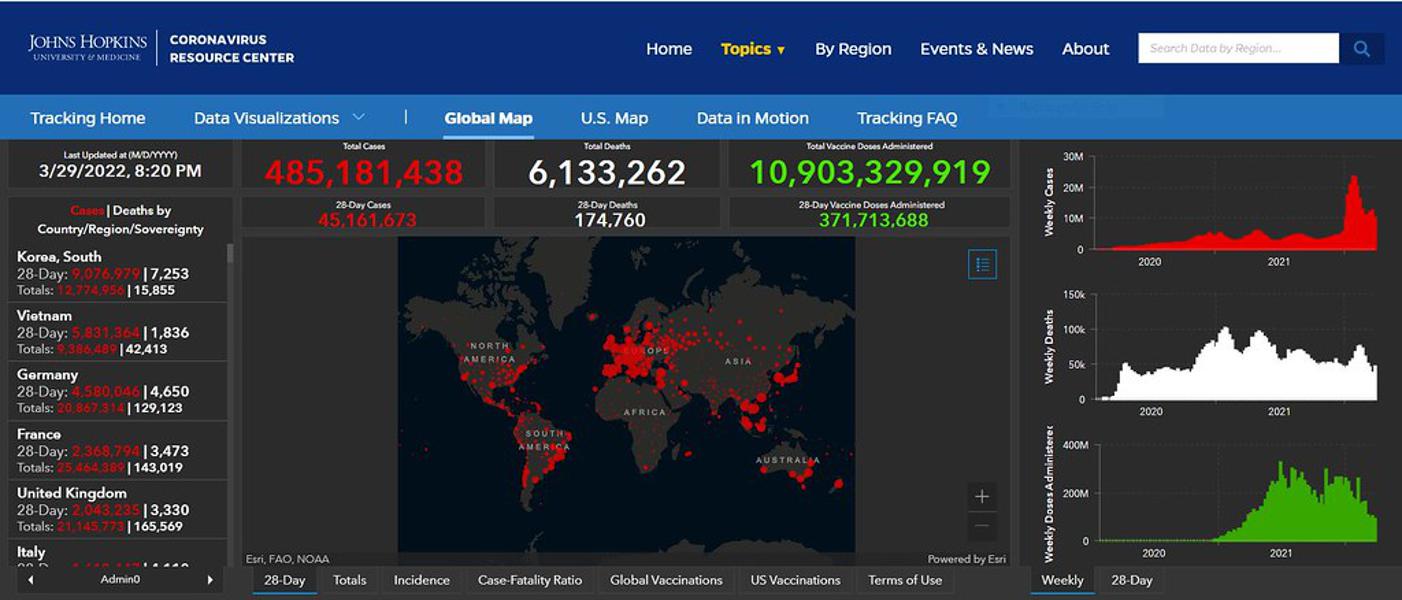 JOHNS HOPKINS
UNIVERSITY & MEDICINE
CORONAVIRUS
RESOURCE CENTER
Home
Topics ▼
By Region
Events & News
About
Search Data by Region...
Tracking Home
Data Visualizations
|
Global Map
U.S. Map
Data in Motion
Tracking FAQ
Last Updated at (M/D/YYYY)
3/29/2022, 8:20 PM
Cases | Deaths by
Country/Region/Sovereignty
Korea, South
28-Day: 9,076,979 | 7,253
Totals: 12,774,956 | 15,855
Vietnam
28-Day: 5,831,364 | 1,836
Totals: 9,386,489 | 42,413
Germany
28-Day: 4,580,046 | 4,650
Totals: 20,867,314 | 129,123
France
28-Day: 2,368,794 | 3,473
Totals: 25,464,389 | 143,019
United Kingdom
28-Day: 2,043,235 | 3,330
Totals: 21,145,773 | 165,569
Italy
Admin0
Total Cases
485,181,438
Total Deaths
6,133,262
Total Vaccine Doses Administered
10,903,329,919
28-Day Cases
45,161,673
28-Day Deaths
174,760
28-Day Vaccine Doses Administered
371,713,688
NORTH
AMERICA
EUROPE
ASIA
AFRICA
SOUTH
AMERICA
AUSTRALIA
+
−
Esri, FAO, NOAA
Powered by Esri
28-Day
Totals
Incidence
Case-Fatality Ratio
Global Vaccinations
US Vaccinations
Terms of Use
Weekly Cases
30M
20M
10M
0
2020
2021
Weekly Deaths
150k
100k
50k
0
2020
2021
Weekly Doses Administered
400M
200M
0
2020
2021
Weekly
28-Day